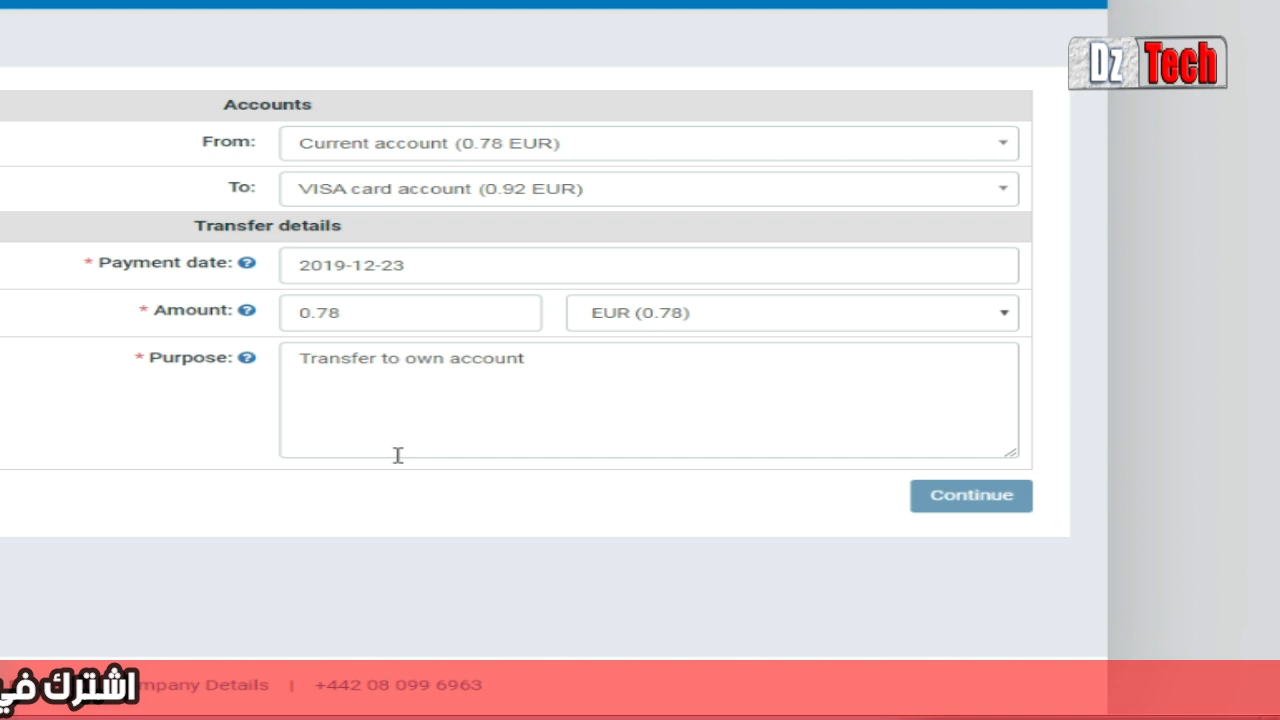 Dz Tech
Accounts
From: Current account (0.78 EUR)
To: VISA card account (0.92 EUR)
Transfer details
* Payment date: 2019-12-23
* Amount: 0.78 EUR (0.78)
* Purpose: Transfer to own account
Continue
اشترك في
mpany Details | +442 08 099 6963